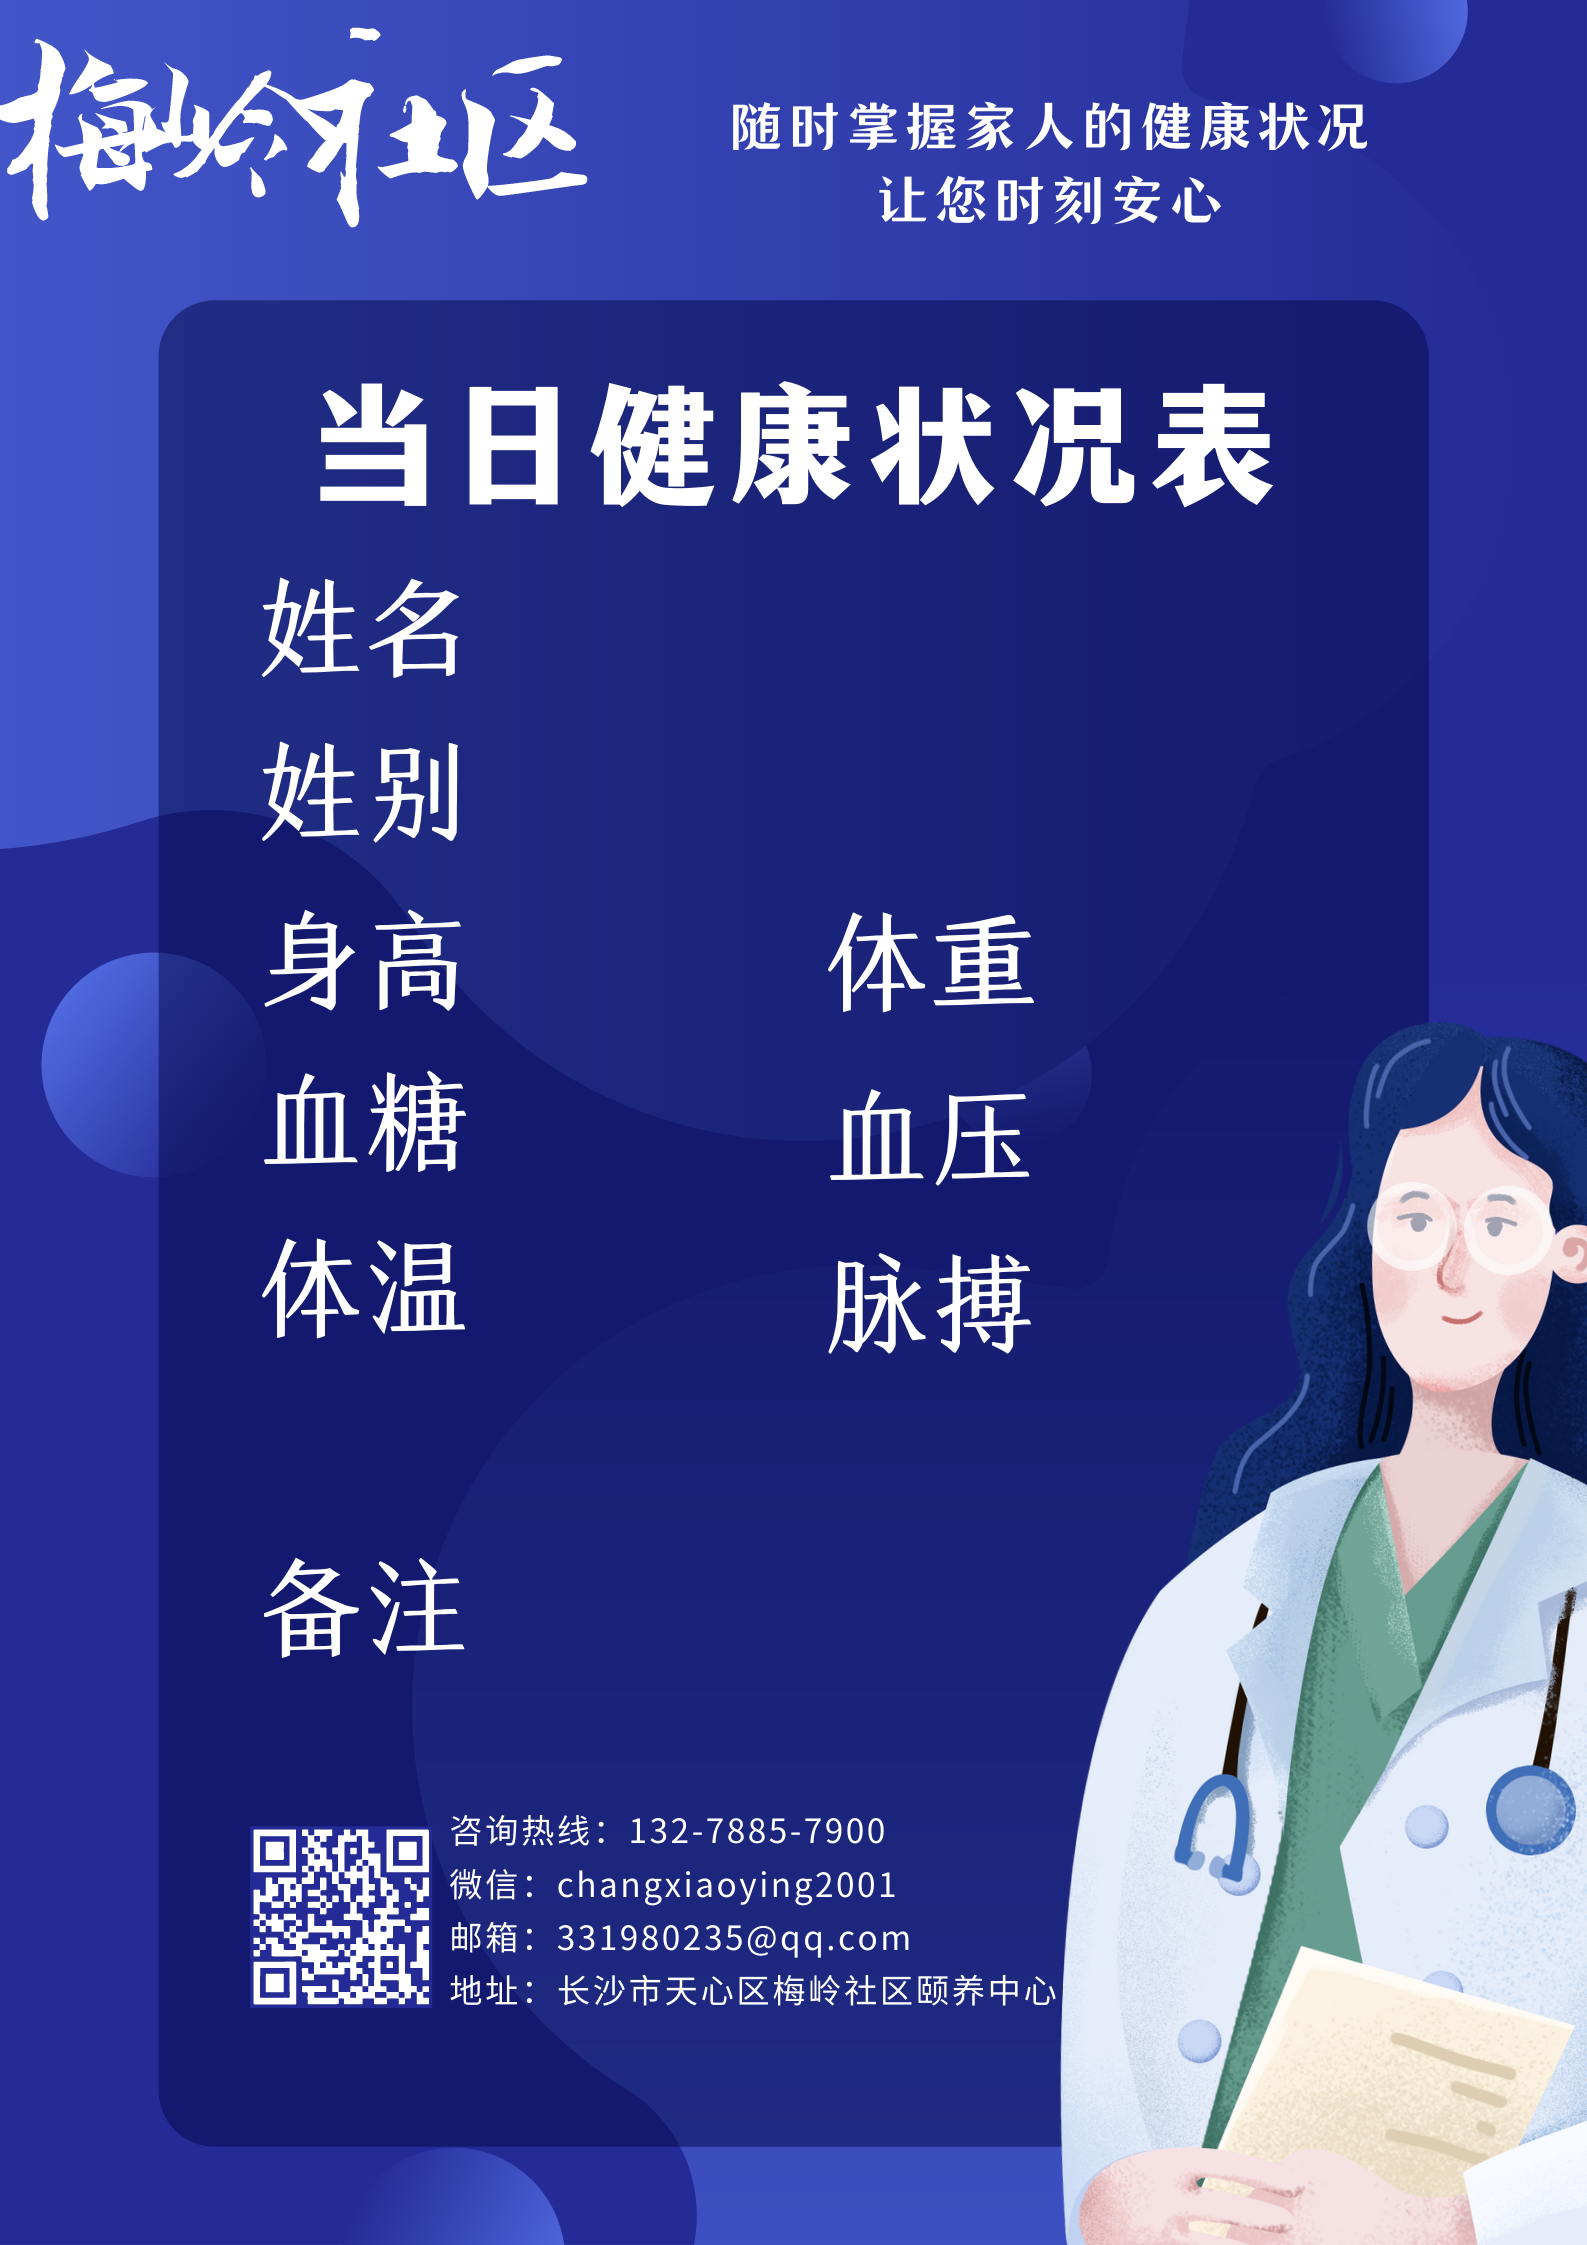 梅岭社区
随时掌握家人的健康状况
让您时刻安心
当日健康状况表
姓名
姓别
身高
体重
血糖
血压
体温
脉搏
备注
咨询热线：132-7885-7900
微信：changxiaoying2001
邮箱：331980235@qq.com
地址：长沙市天心区梅岭社区颐养中心